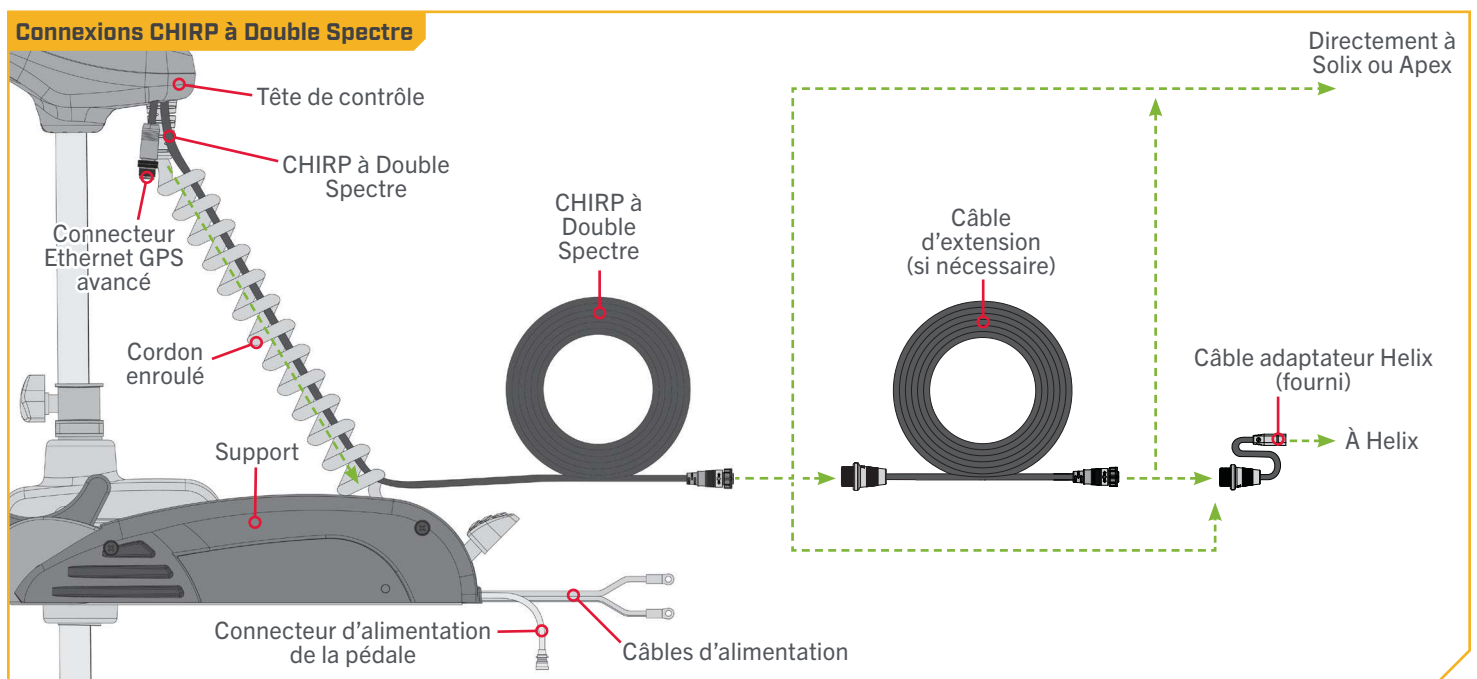 Connexions CHIRP à Double Spectre
Directement à
Solix ou Apex
Tête de contrôle
CHIRP à Double
Spectre
Connecteur
Ethernet GPS
avancé
CHIRP à
Double
Spectre
Câble
d'extension
(si nécessaire)
Cordon
enroulé
Câble adaptateur Helix
(fourni)
À Helix
Support
Connecteur d'alimentation
de la pédale
Câbles d'alimentation